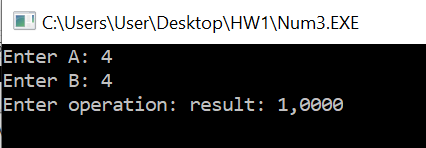 C:\Users\User\Desktop\HW1\Num3.EXE
Enter A: 4
Enter B: 4
Enter operation: result: 1,0000